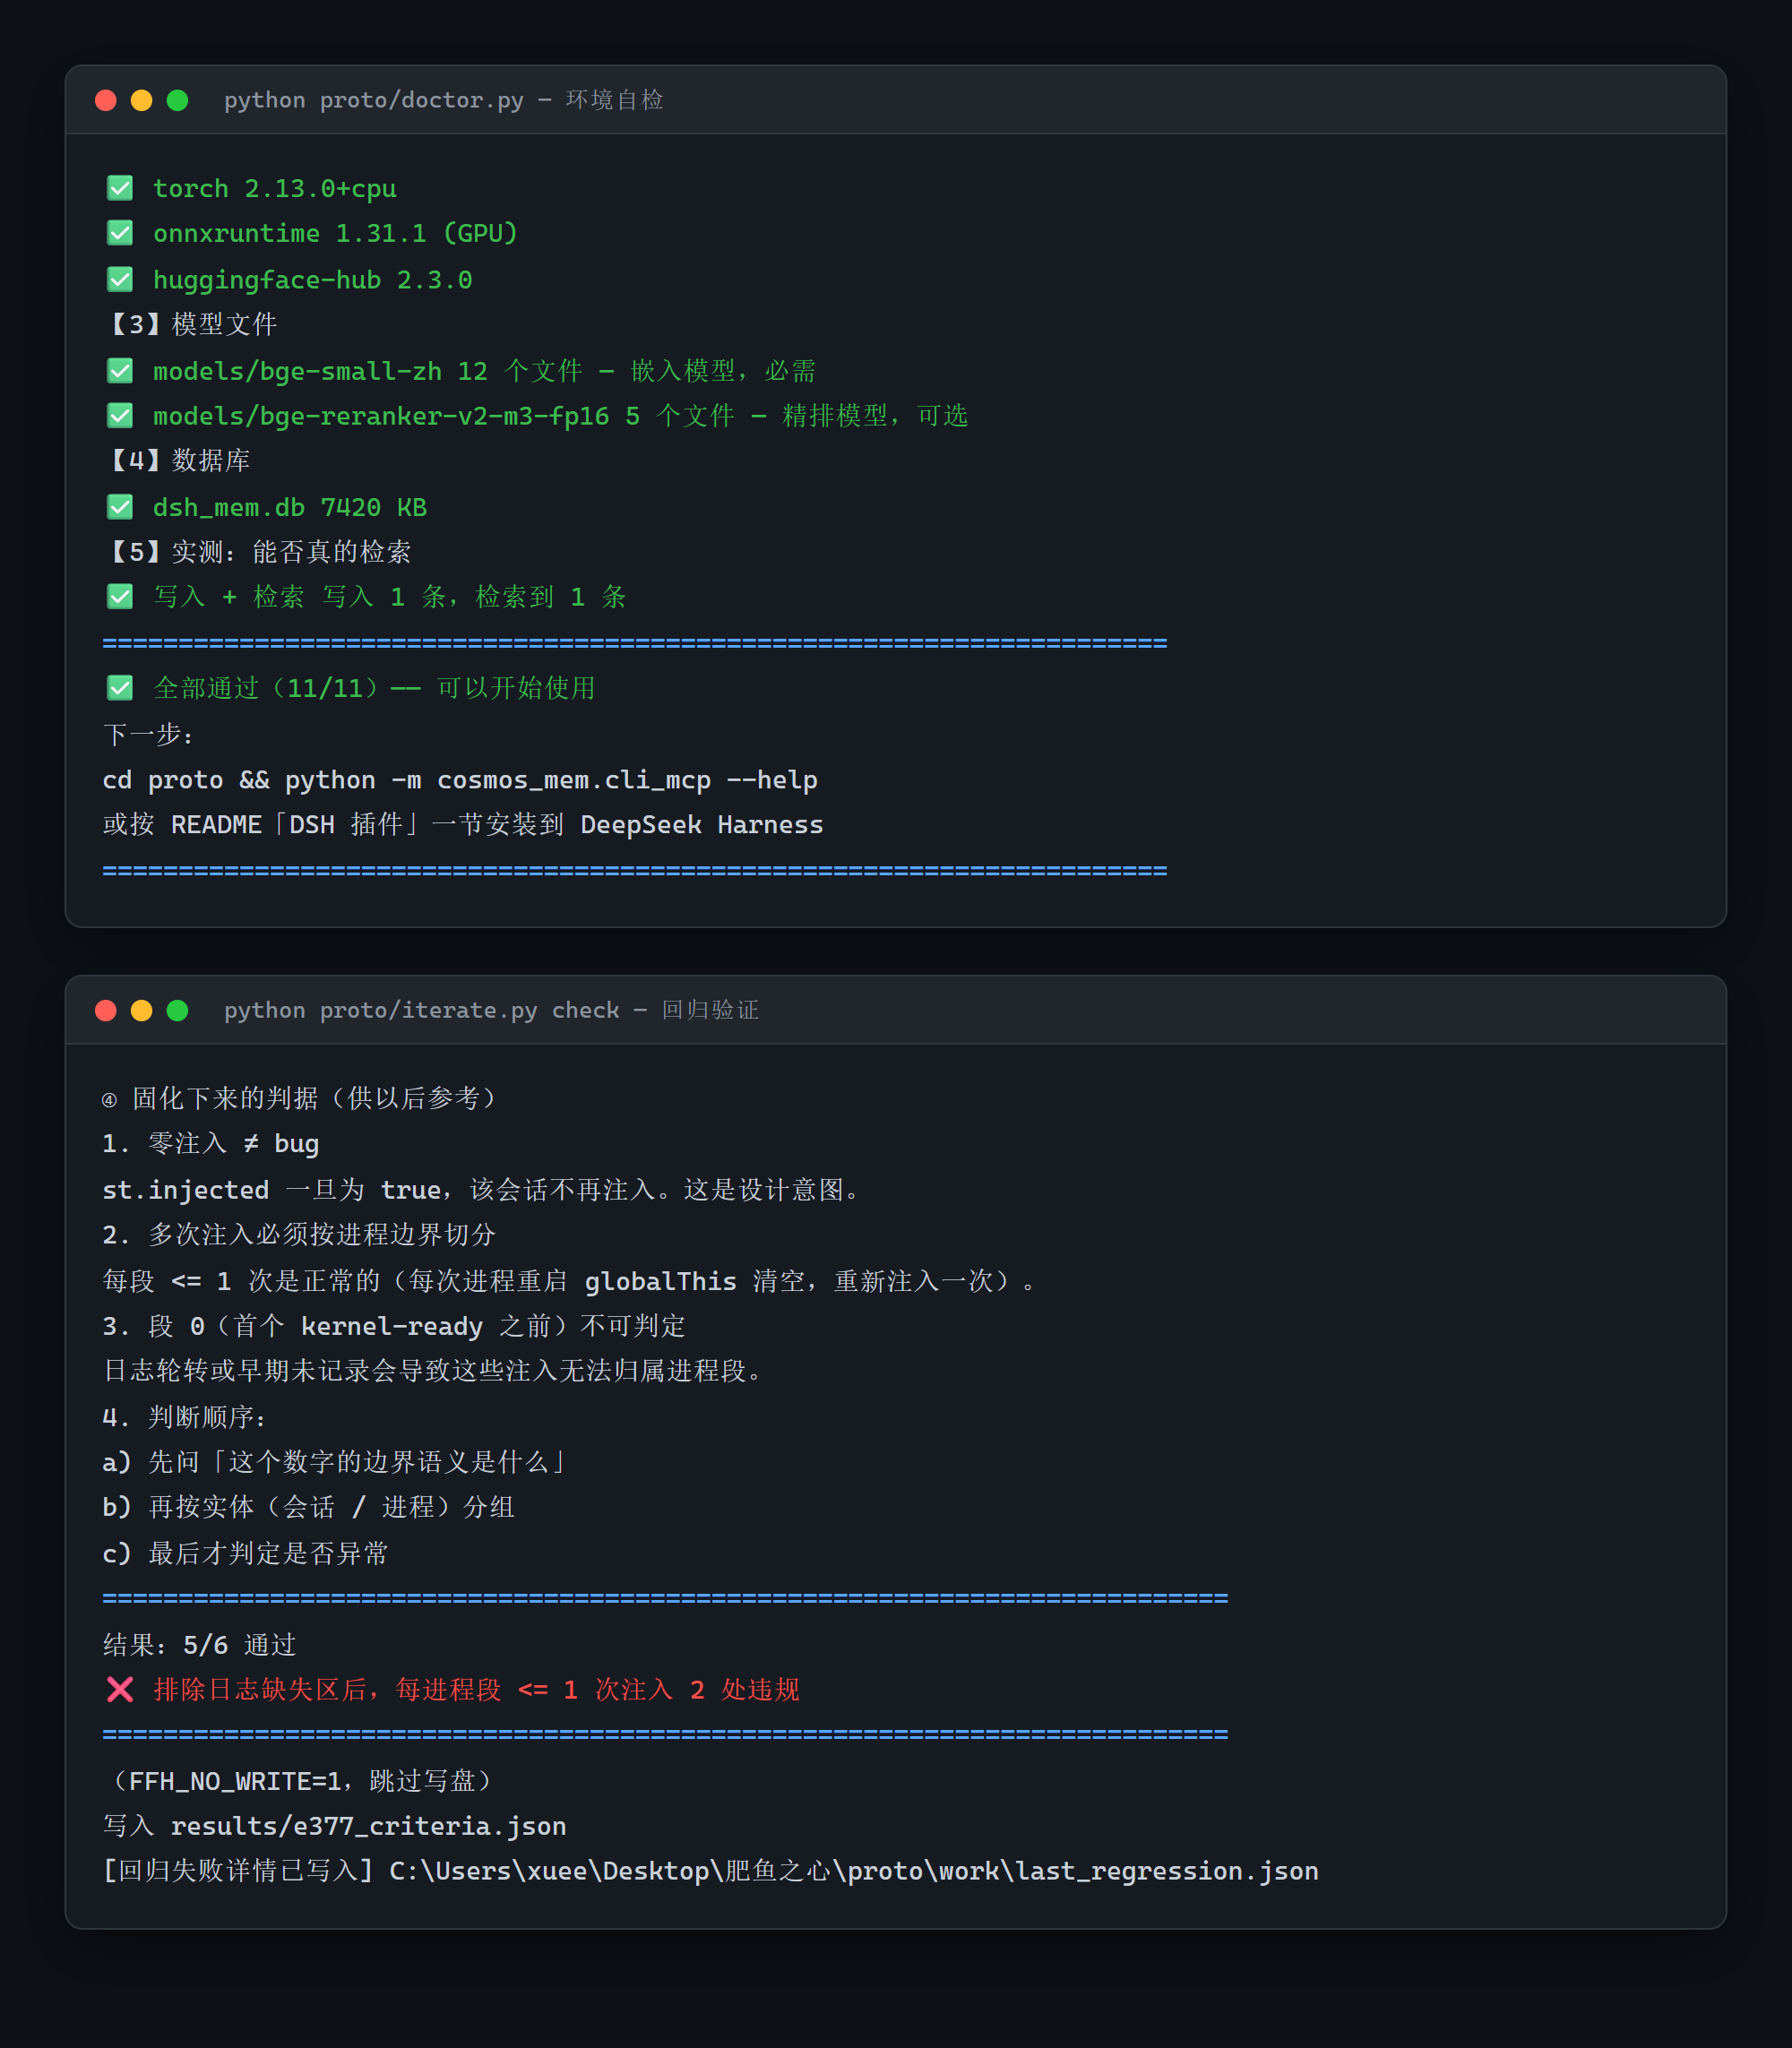 python proto/doctor.py — 环境自检
✅ torch 2.13.0+cpu
✅ onnxruntime 1.31.1 (GPU)
✅ huggingface-hub 2.3.0
【3】模型文件
✅ models/bge-small-zh 12 个文件 — 嵌入模型，必需
✅ models/bge-reranker-v2-m3-fp16 5 个文件 — 精排模型，可选
【4】数据库
✅ dsh_mem.db 7420 KB
【5】实测：能否真的检索
✅ 写入 + 检索 写入 1 条，检索到 1 条
======================================================================
✅ 全部通过（11/11）—— 可以开始使用
下一步：
cd proto && python -m cosmos_mem.cli_mcp --help
或按 README「DSH 插件」一节安装到 DeepSeek Harness
======================================================================
python proto/iterate.py check — 回归验证
④ 固化下来的判据（供以后参考）
1. 零注入 ≠ bug
st.injected 一旦为 true，该会话不再注入。这是设计意图。
2. 多次注入必须按进程边界切分
每段 <= 1 次是正常的（每次进程重启 globalThis 清空，重新注入一次）。
3. 段 0（首个 kernel-ready 之前）不可判定
日志轮转或早期未记录会导致这些注入无法归属进程段。
4. 判断顺序：
a) 先问「这个数字的边界语义是什么」
b) 再按实体（会话 / 进程）分组
c) 最后才判定是否异常
==========================================================================
结果：5/6 通过
❌ 排除日志缺失区后，每进程段 <= 1 次注入 2 处违规
==========================================================================
（FFH_NO_WRITE=1，跳过写盘）
写入 results/e377_criteria.json
[回归失败详情已写入] C:\Users\xuee\Desktop\肥鱼之心\proto\work\last_regression.json